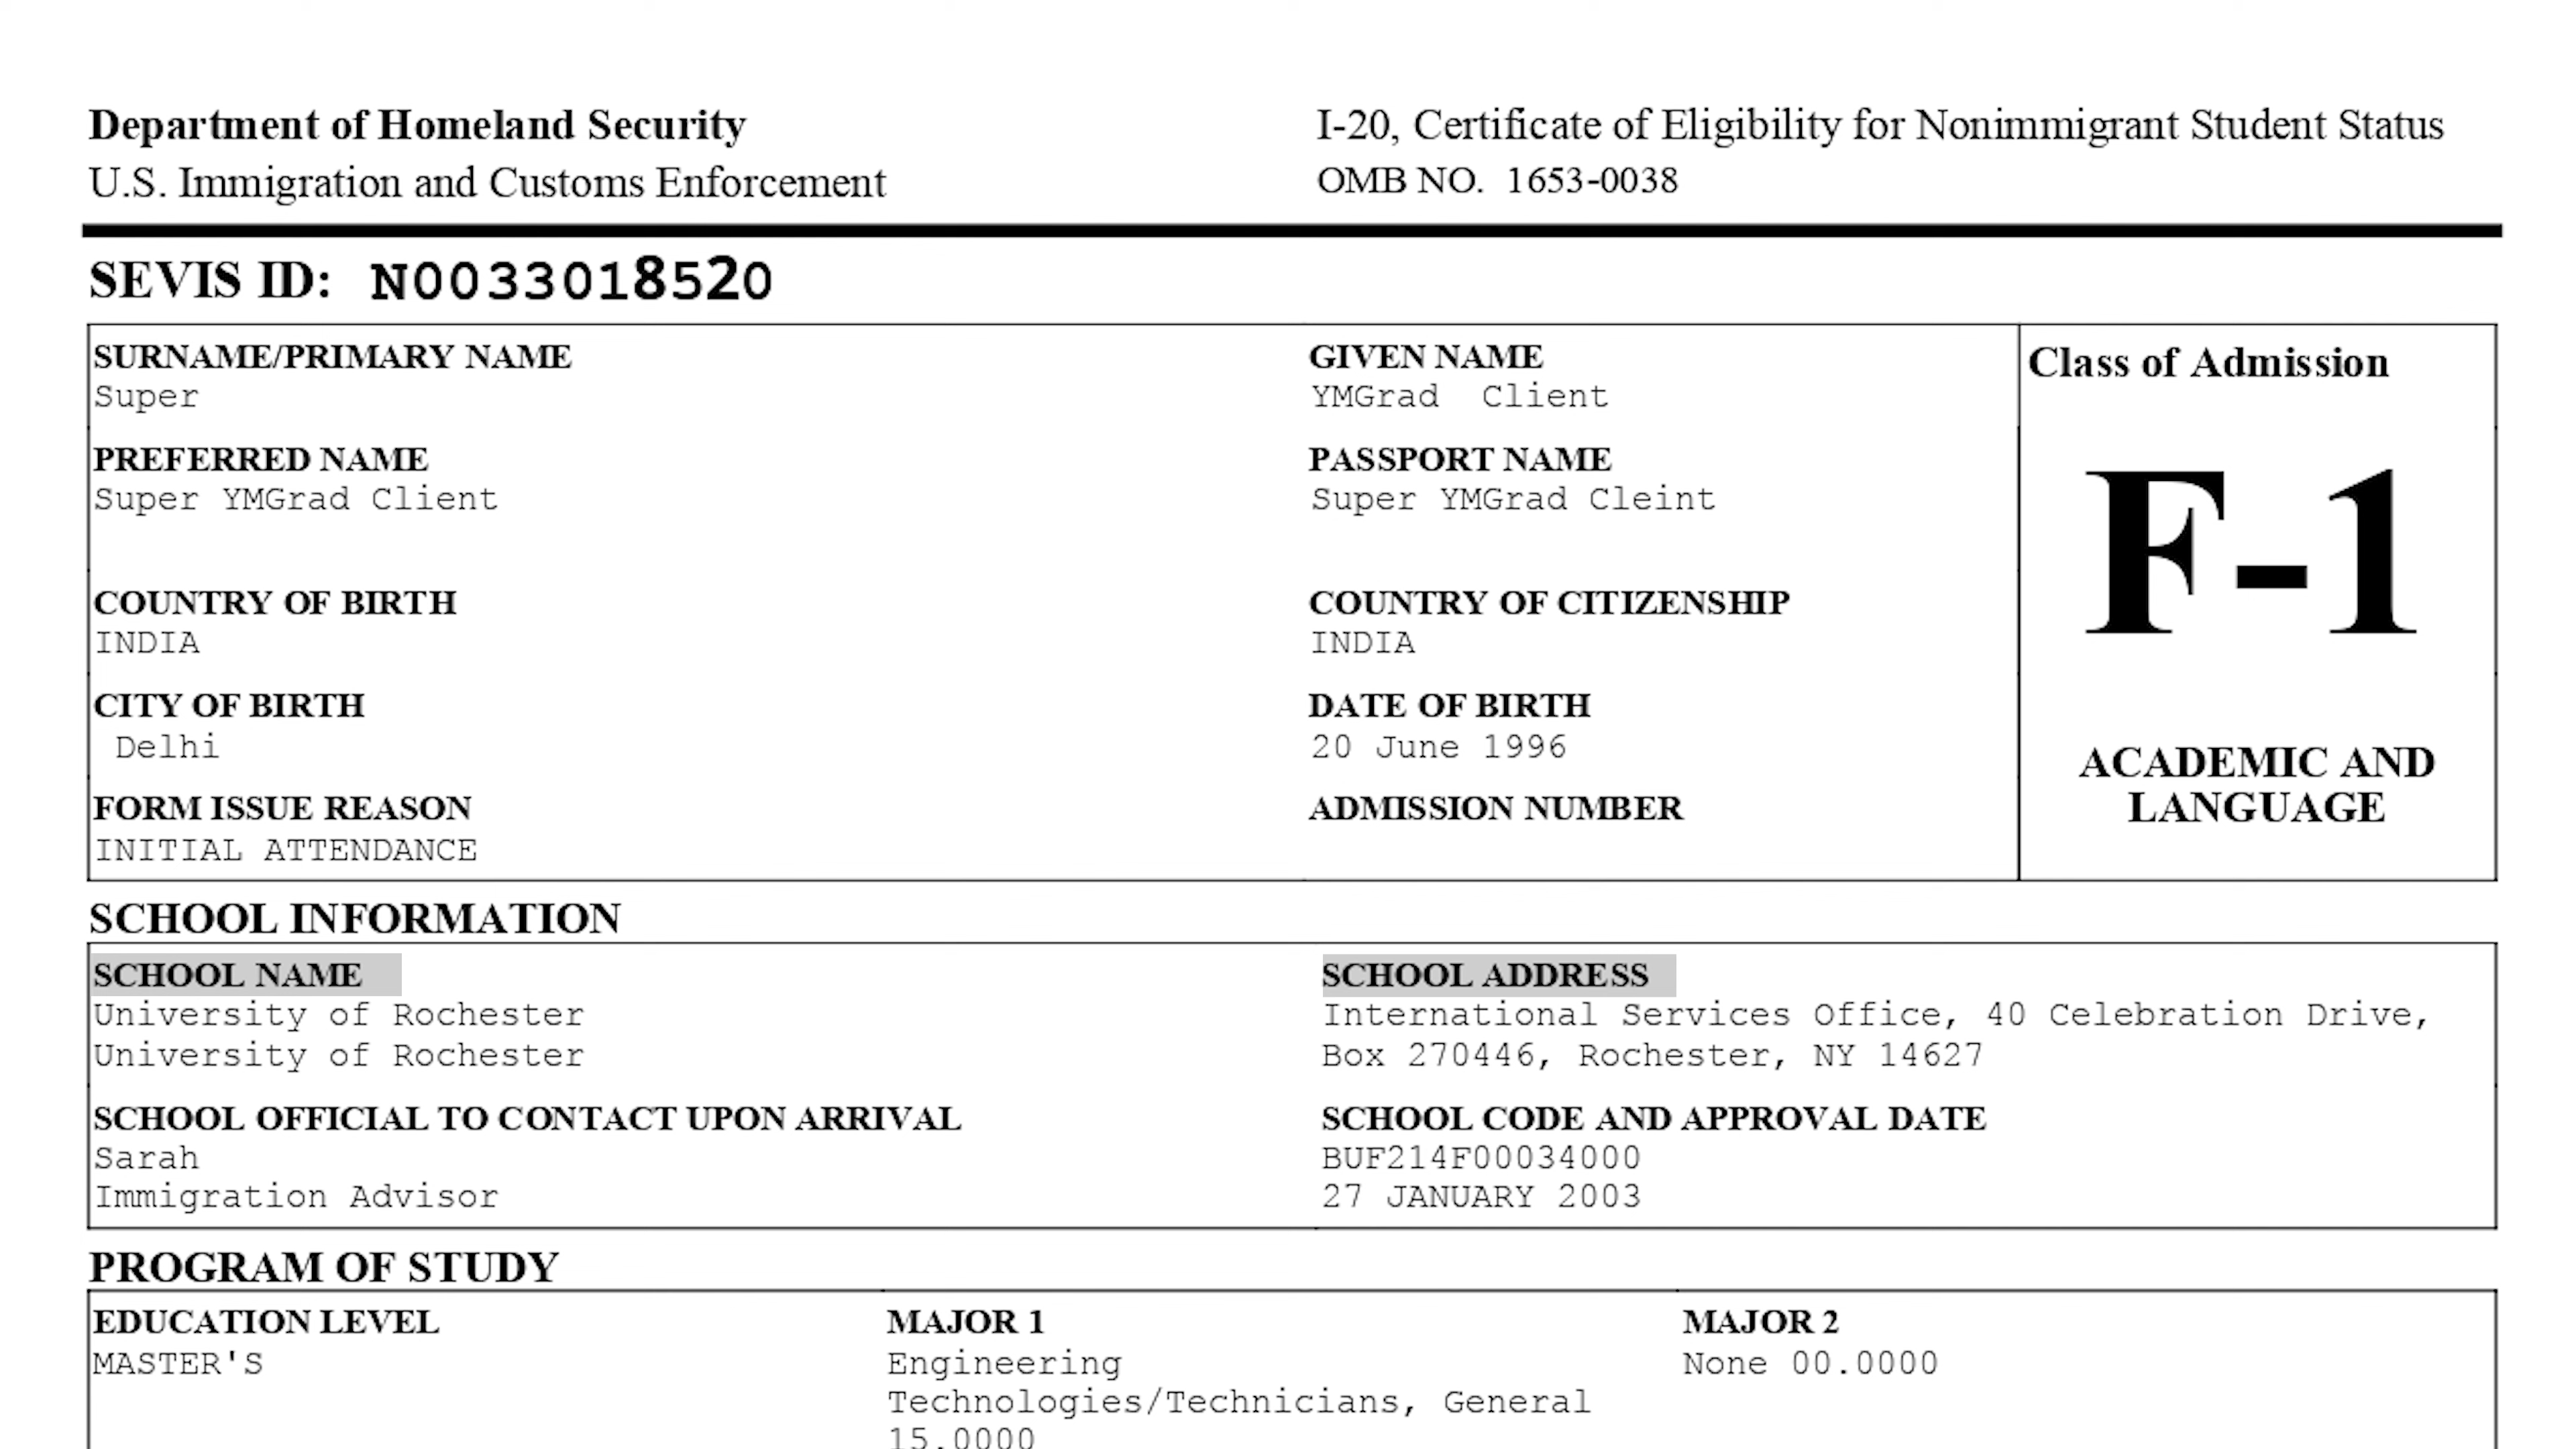 Department of Homeland Security
U.S. Immigration and Customs Enforcement
I-20, Certificate of Eligibility for Nonimmigrant Student Status
OMB NO. 1653-0038
SEVIS ID: N0033018520
SURNAME/PRIMARY NAME
Super
GIVEN NAME
YMGrad Client
PREFERRED NAME
Super YMGrad Client
PASSPORT NAME
Super YMGrad Cleint
COUNTRY OF BIRTH
INDIA
COUNTRY OF CITIZENSHIP
INDIA
CITY OF BIRTH
Delhi
DATE OF BIRTH
20 June 1996
FORM ISSUE REASON
INITIAL ATTENDANCE
ADMISSION NUMBER
Class of Admission
F-1
ACADEMIC AND
LANGUAGE
SCHOOL INFORMATION
SCHOOL NAME
University of Rochester
University of Rochester
SCHOOL ADDRESS
International Services Office, 40 Celebration Drive,
Box 270446, Rochester, NY 14627
SCHOOL OFFICIAL TO CONTACT UPON ARRIVAL
Sarah
Immigration Advisor
SCHOOL CODE AND APPROVAL DATE
BUF214F00034000
27 JANUARY 2003
PROGRAM OF STUDY
EDUCATION LEVEL
MASTER'S
MAJOR 1
Engineering
Technologies/Technicians, General
15.0000
MAJOR 2
None 00.0000